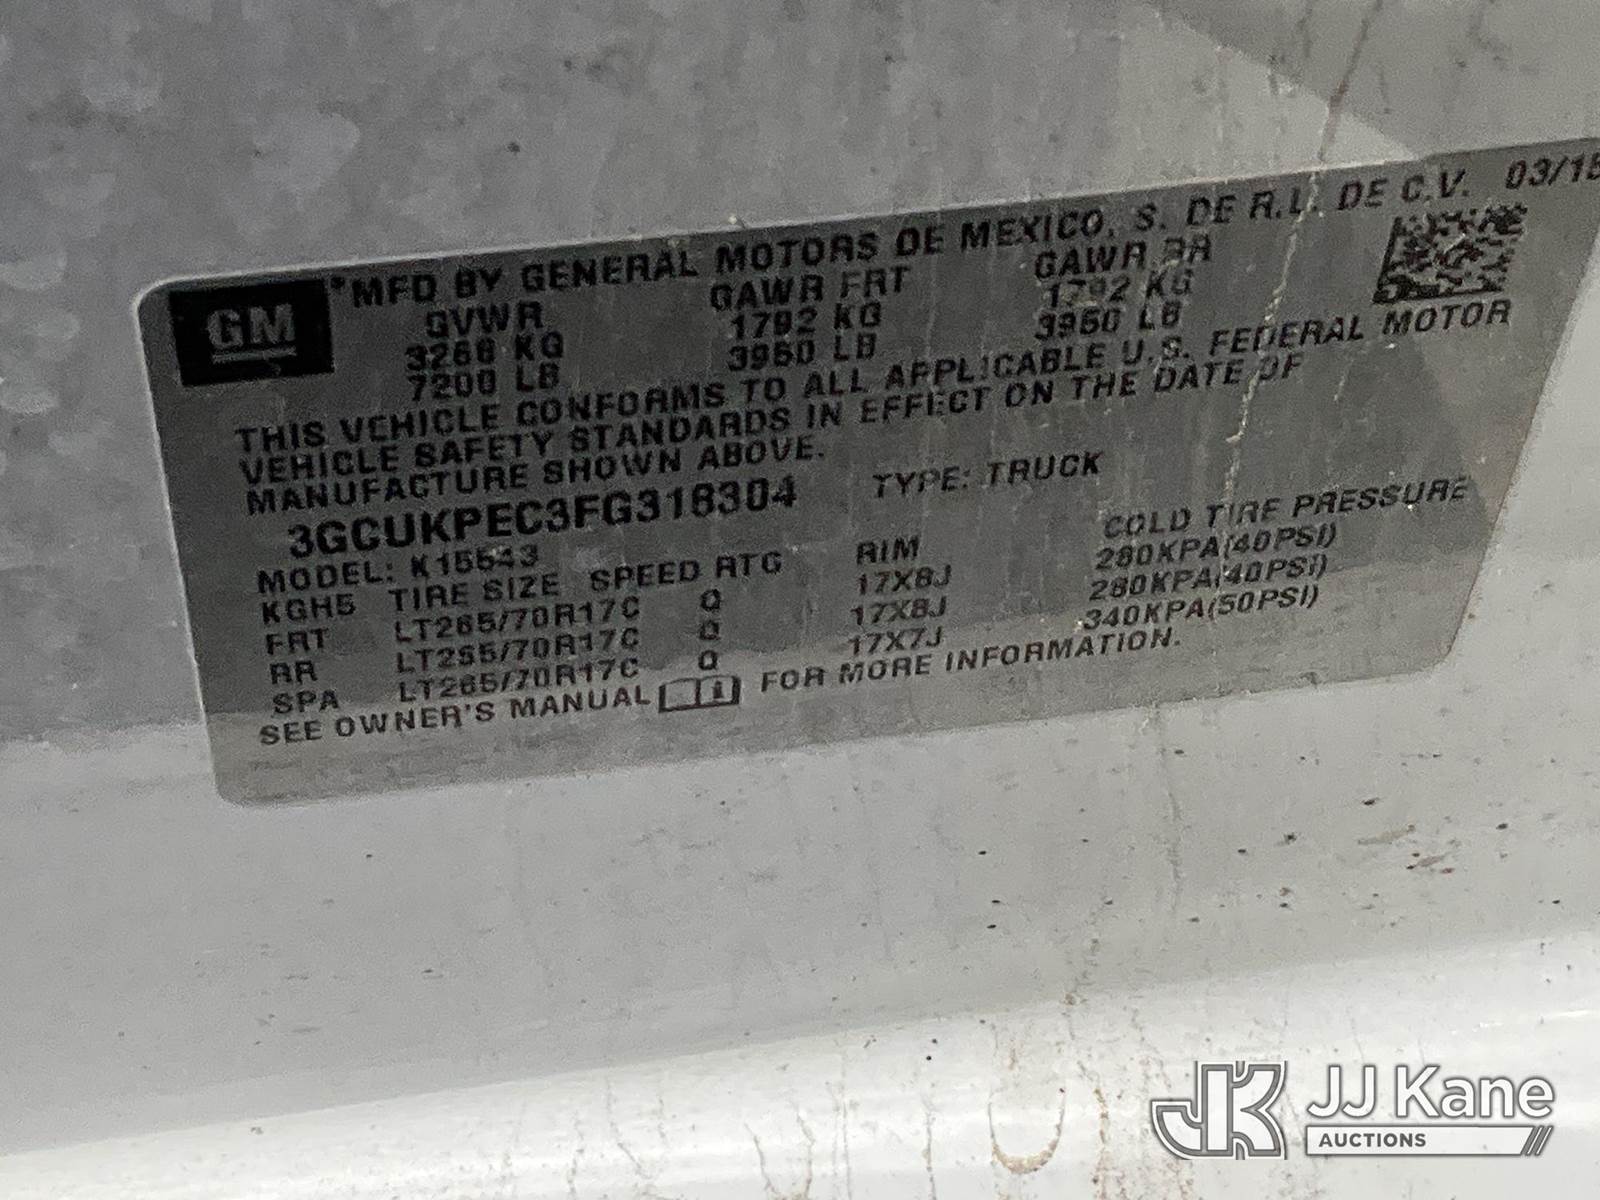 GM
*MFD BY GENERAL MOTORS DE MEXICO, S. DE R.L. DE C.V. 03/15
GVWR GAWR FRT GAWR RR
3266 KG 1792 KG 1792 KG
7200 LB 3950 LB 3950 LB
THIS VEHICLE CONFORMS TO ALL APPLICABLE U.S. FEDERAL MOTOR
VEHICLE SAFETY STANDARDS IN EFFECT ON THE DATE OF
MANUFACTURE SHOWN ABOVE.
3GCUKPEC3FG318304 TYPE: TRUCK
MODEL: K15543
KGH5 TIRE SIZE SPEED RTG RIM COLD TIRE PRESSURE
FRT LT265/70R17C Q 17X8J 280KPA(40PSI)
RR LT265/70R17C Q 17X8J 280KPA(40PSI)
SPA LT265/70R17C Q 17X7J 340KPA(50PSI)
SEE OWNER'S MANUAL FOR MORE INFORMATION.
JJK JJ Kane
AUCTIONS